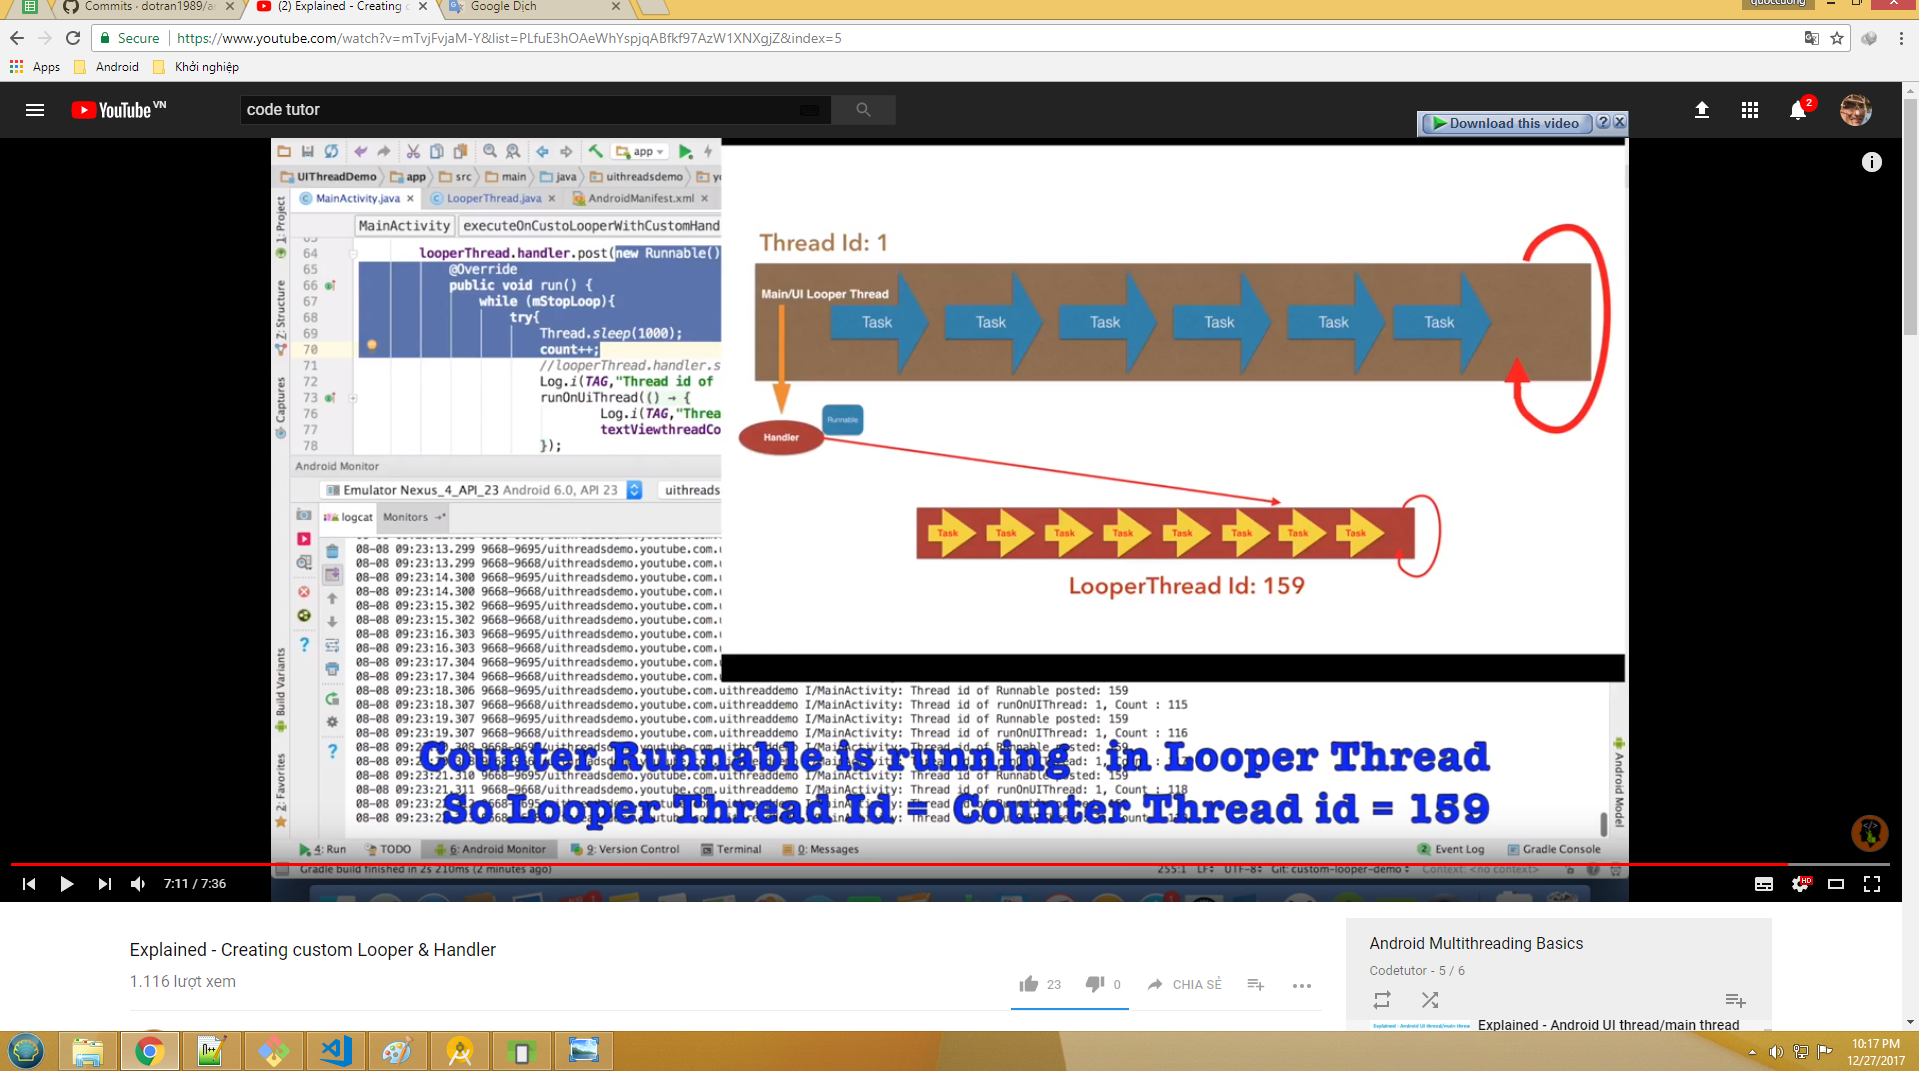 Commits · dotran1989/a
(2) Explained - Creating c
Google Dịch
quoccuong
Secure
https://www.youtube.com/watch?v=mTvjFvjaM-Y&list=PLfuE3hOAeWhYspjqABfkf97AzW1XNXgjZ&index=5
Apps
Android
Khởi nghiệp
YouTube VN
code tutor
2
Download this video
app
UIThreadDemo
app
src
main
java
uithreadsdemo
MainActivity.java
LooperThread.java
AndroidManifest.xml
MainActivity
executeOnCustoLooperWithCustomHand
64 looperThread.handler.post(new Runnable()
65 @Override
66 public void run() {
67 while (mStopLoop){
68 try{
69 Thread.sleep(1000);
70 count++;
71 //looperThread.handler.s
72 Log.i(TAG,"Thread id of
73 runOnUiThread(() → {
76 Log.i(TAG,"Threa
77 textViewthreadCo
78 });
1: Project
Z: Structure
Captures
Build Variants
2: Favorites
Android Model
Thread Id: 1
Main/UI Looper Thread
Task
Task
Task
Task
Task
Task
Runnable
Handler
Task
Task
Task
Task
Task
Task
Task
Task
LooperThread Id: 159
Android Monitor
Emulator Nexus_4_API_23 Android 6.0, API 23
uithreads
logcat
Monitors
08-08 09:23:13.299 9668-9695/uithreadsdemo.youtube.com.u
08-08 09:23:13.299 9668-9668/uithreadsdemo.youtube.com.u
08-08 09:23:14.300 9668-9695/uithreadsdemo.youtube.com.u
08-08 09:23:14.300 9668-9668/uithreadsdemo.youtube.com.u
08-08 09:23:15.302 9668-9695/uithreadsdemo.youtube.com.u
08-08 09:23:15.302 9668-9668/uithreadsdemo.youtube.com.u
08-08 09:23:16.303 9668-9695/uithreadsdemo.youtube.com.u
08-08 09:23:16.303 9668-9668/uithreadsdemo.youtube.com.u
08-08 09:23:17.304 9668-9695/uithreadsdemo.youtube.com.u
08-08 09:23:17.304 9668-9668/uithreadsdemo.youtube.com.u
08-08 09:23:18.306 9668-9695/uithreadsdemo.youtube.com.uithreaddemo I/MainActivity: Thread id of Runnable posted: 159
08-08 09:23:18.307 9668-9668/uithreadsdemo.youtube.com.uithreaddemo I/MainActivity: Thread id of runOnUIThread: 1, Count : 115
08-08 09:23:19.307 9668-9695/uithreadsdemo.youtube.com.uithreaddemo I/MainActivity: Thread id of Runnable posted: 159
08-08 09:23:19.307 9668-9668/uithreadsdemo.youtube.com.uithreaddemo I/MainActivity: Thread id of runOnUIThread: 1, Count : 116
Counter Runnable is running in Looper Thread
08-08 09:23:21.310 9668-9695/uithreadsdemo.youtube.com.uithreaddemo I/MainActivity: Thread id of Runnable posted: 159
08-08 09:23:21.311 9668-9668/uithreadsdemo.youtube.com.uithreaddemo I/MainActivity: Thread id of runOnUIThread: 1, Count : 118
So Looper Thread Id = Counter Thread id = 159
4: Run
TODO
6: Android Monitor
9: Version Control
Terminal
0: Messages
2 Event Log
Gradle Console
Gradle build finished in 2s 210ms (2 minutes ago)
255:1 LF÷ UTF-8÷ Git: custom-looper-demo÷ Context: <no context>
7:11 / 7:36
HD
Explained - Creating custom Looper & Handler
1.116 lượt xem
23
0
CHIA SẺ
Android Multithreading Basics
Codetutor - 5 / 6
Explained - Android UI thread/main thread
10:17 PM
12/27/2017